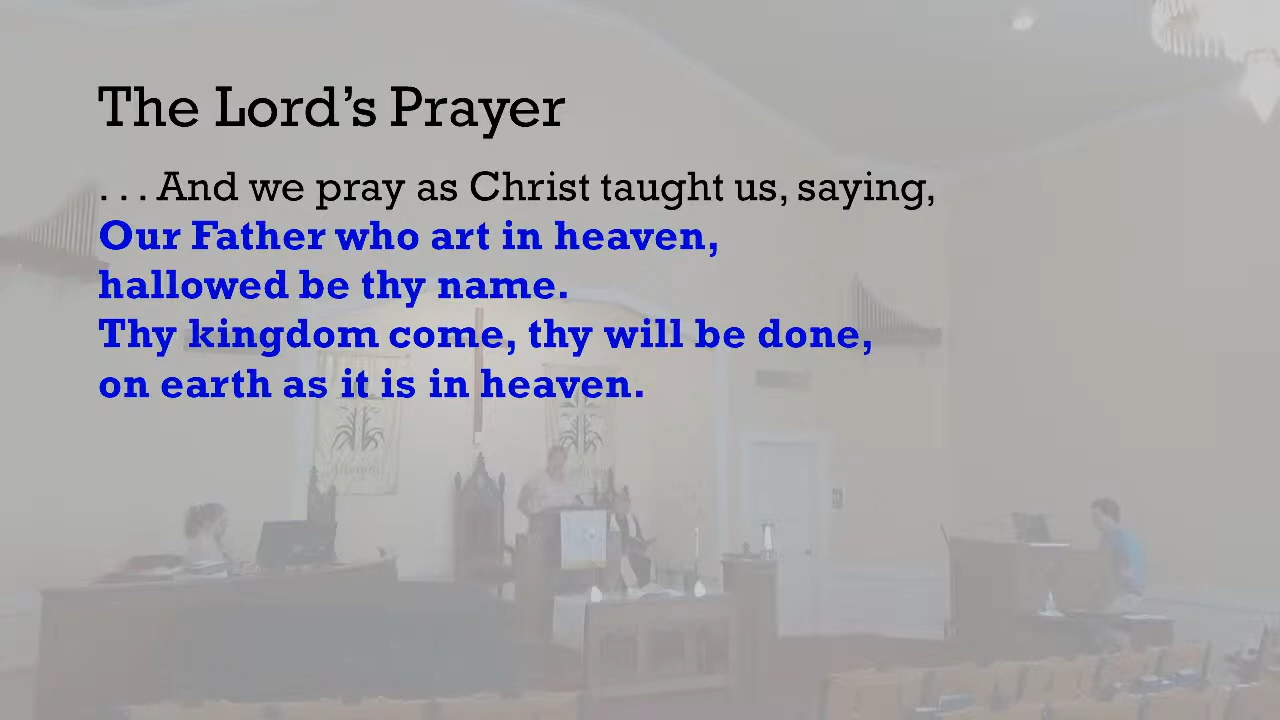 The Lord’s Prayer
. . . And we pray as Christ taught us, saying,
Our Father who art in heaven,
hallowed be thy name.
Thy kingdom come, thy will be done,
on earth as it is in heaven.